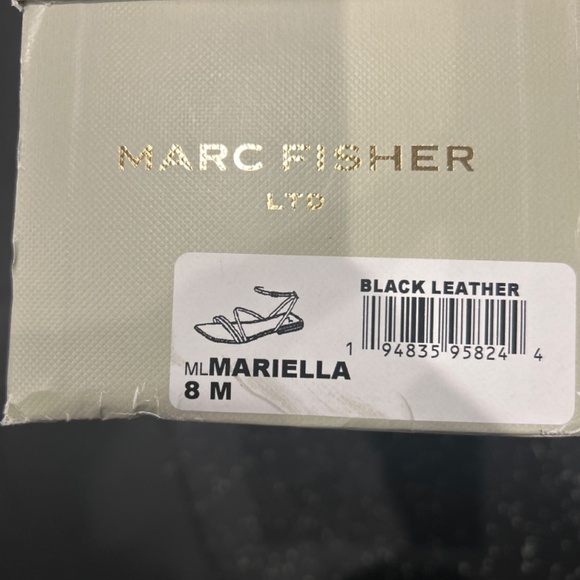 MARC FISHER
LTD
BLACK LEATHER
1 94835 95824 4
MLMARIELLA
8 M